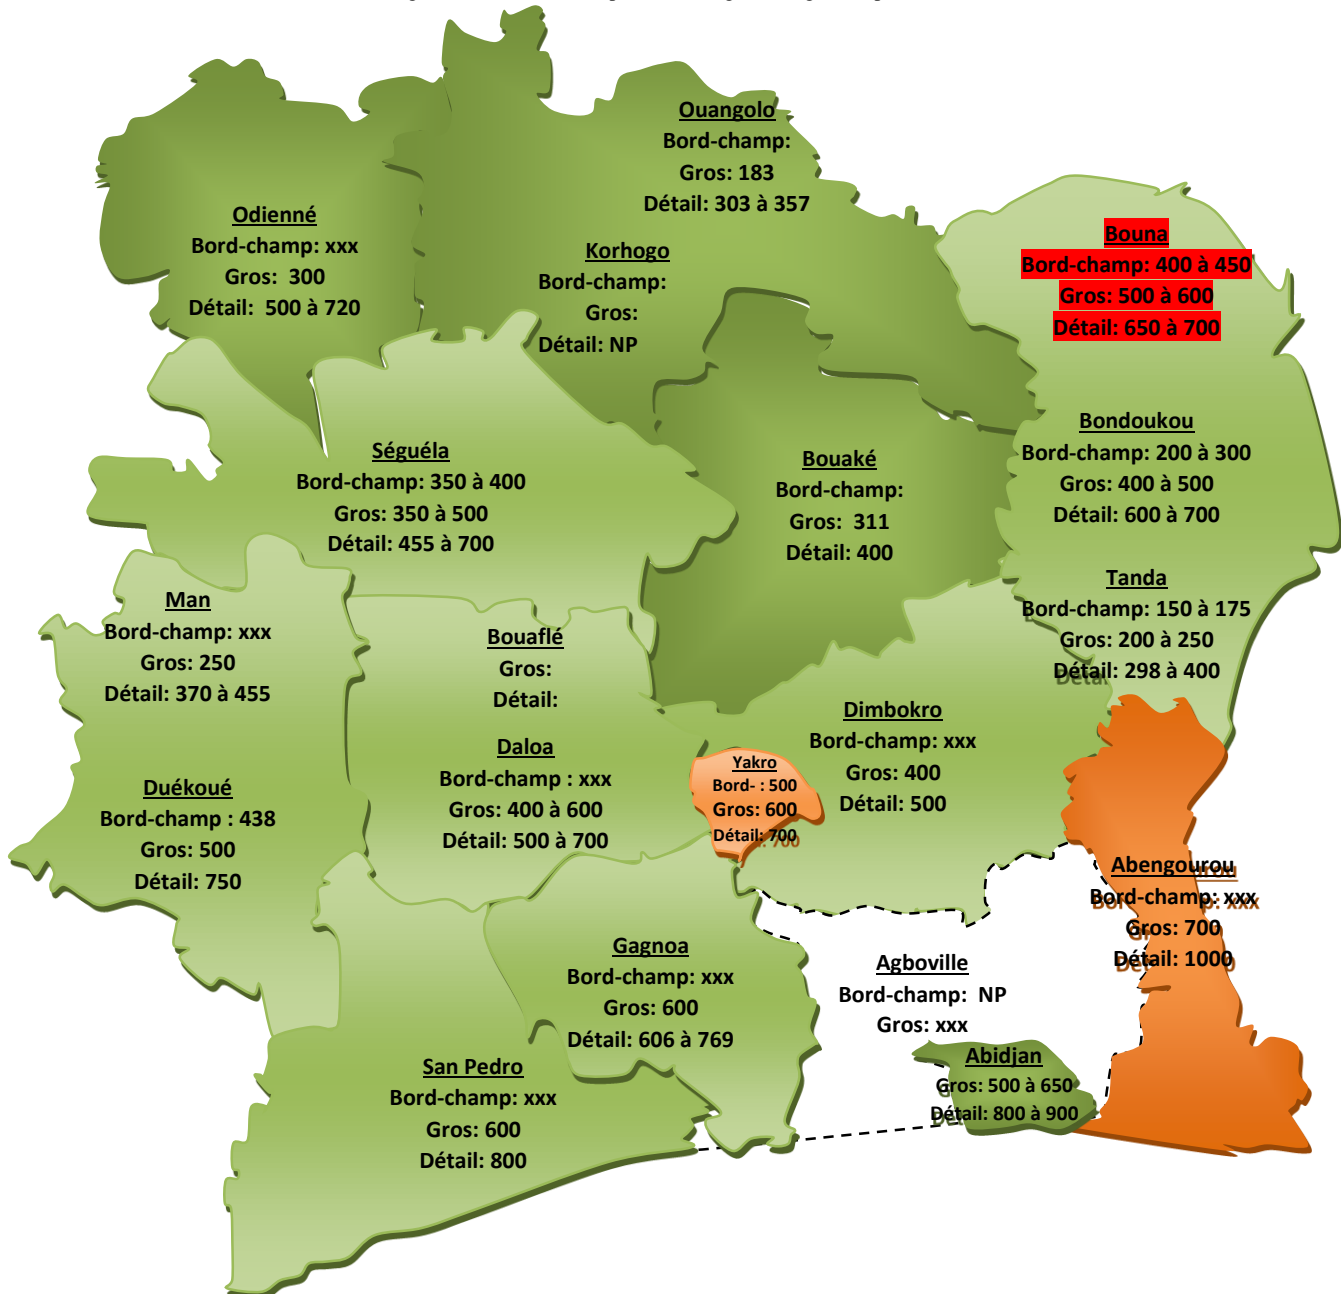 Ouangolo
Bord-champ:
Gros: 183
Détail: 303 à 357
Odienné
Bord-champ: xxx
Gros: 300
Détail: 500 à 720
Korhogo
Bord-champ:
Gros:
Détail: NP
Bouna
Bord-champ: 400 à 450
Gros: 500 à 600
Détail: 650 à 700
Séguéla
Bord-champ: 350 à 400
Gros: 350 à 500
Détail: 455 à 700
Bouaké
Bord-champ:
Gros: 311
Détail: 400
Bondoukou
Bord-champ: 200 à 300
Gros: 400 à 500
Détail: 600 à 700
Tanda
Bord-champ: 150 à 175
Gros: 200 à 250
Détail: 298 à 400
Man
Bord-champ: xxx
Gros: 250
Détail: 370 à 455
Bouaflé
Gros:
Détail:
Daloa
Bord-champ : xxx
Gros: 400 à 600
Détail: 500 à 700
Yakro
Bord- : 500
Gros: 600
Détail: 700
Dimbokro
Bord-champ: xxx
Gros: 400
Détail: 500
Duékoué
Bord-champ : 438
Gros: 500
Détail: 750
Abengourou
Bord-champ: xxx
Gros: 700
Détail: 1000
Gagnoa
Bord-champ: xxx
Gros: 600
Détail: 606 à 769
Agboville
Bord-champ: NP
Gros: xxx
Abidjan
Gros: 500 à 650
Détail: 800 à 900
San Pedro
Bord-champ: xxx
Gros: 600
Détail: 800